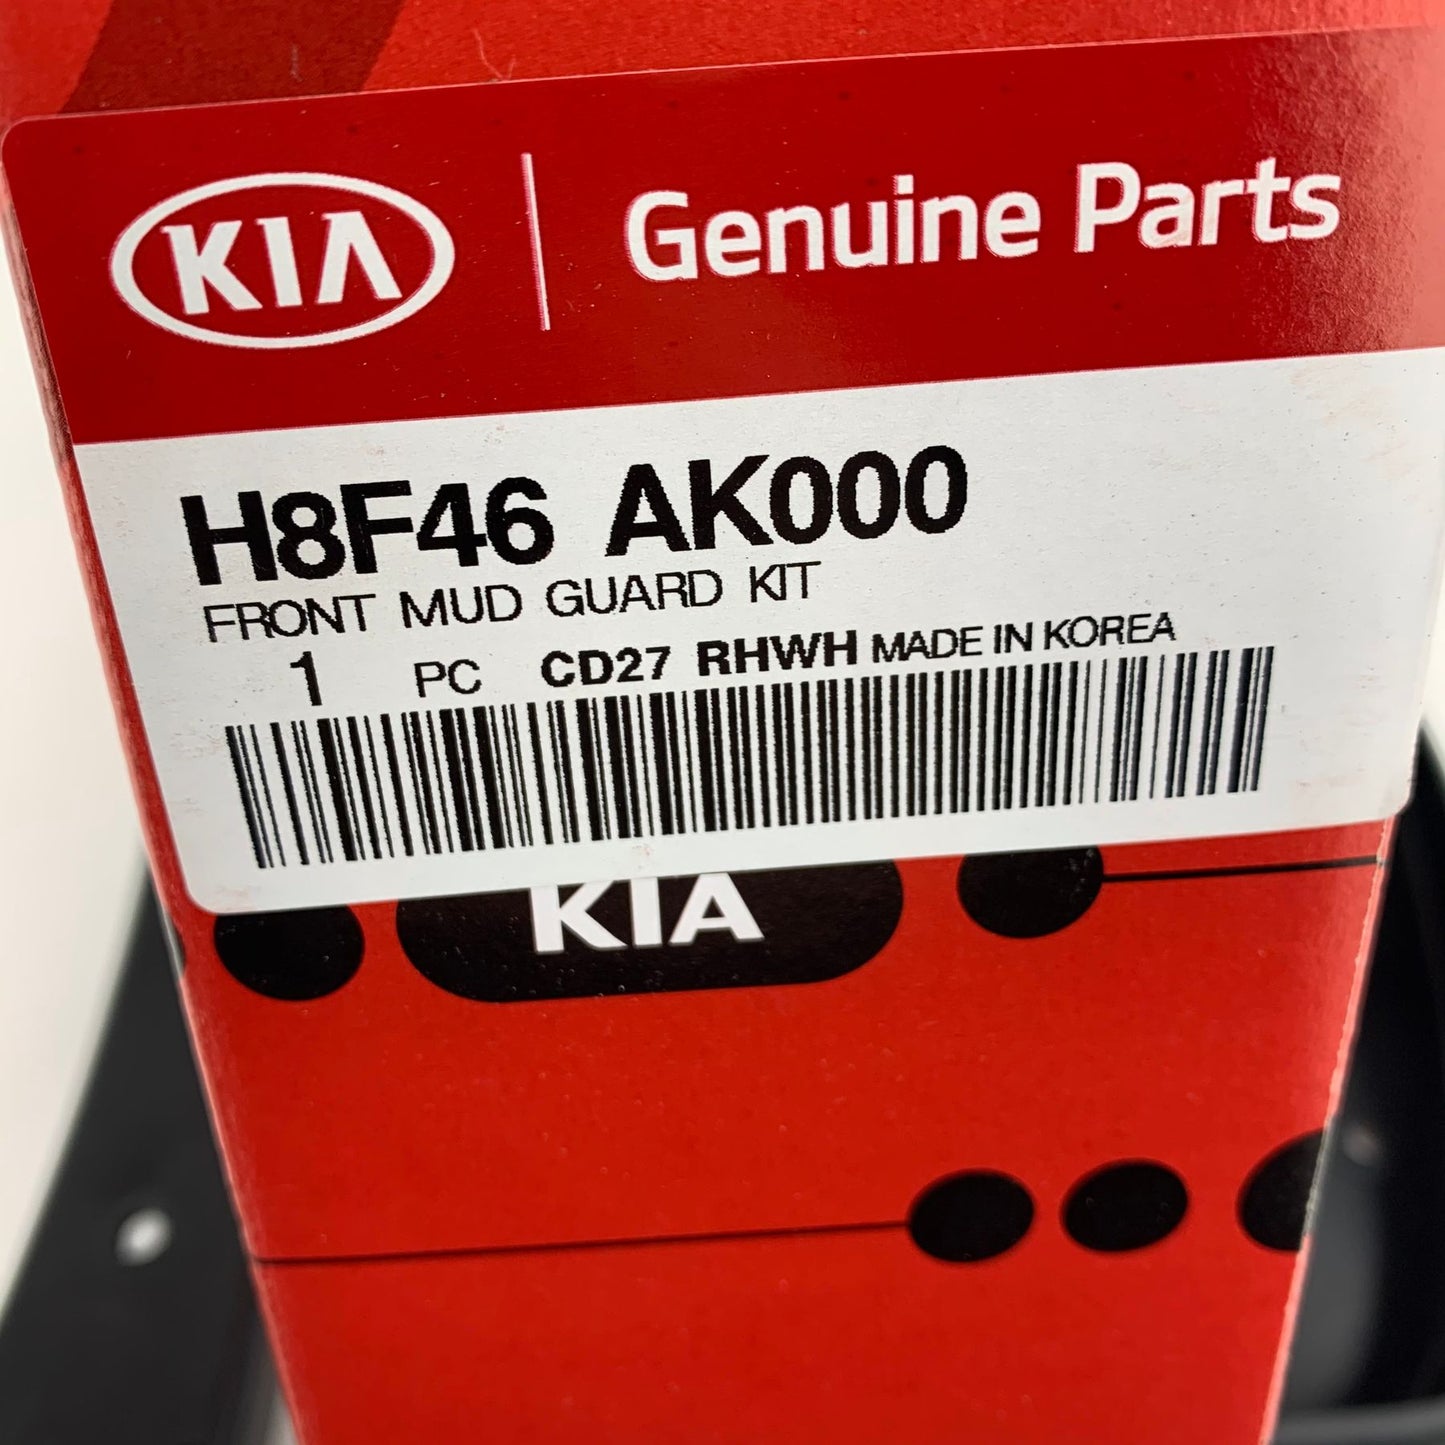 KIA Genuine Parts
H8F46 AK000
FRONT MUD GUARD KIT
1 PC CD27 RHWH MADE IN KOREA
KIA